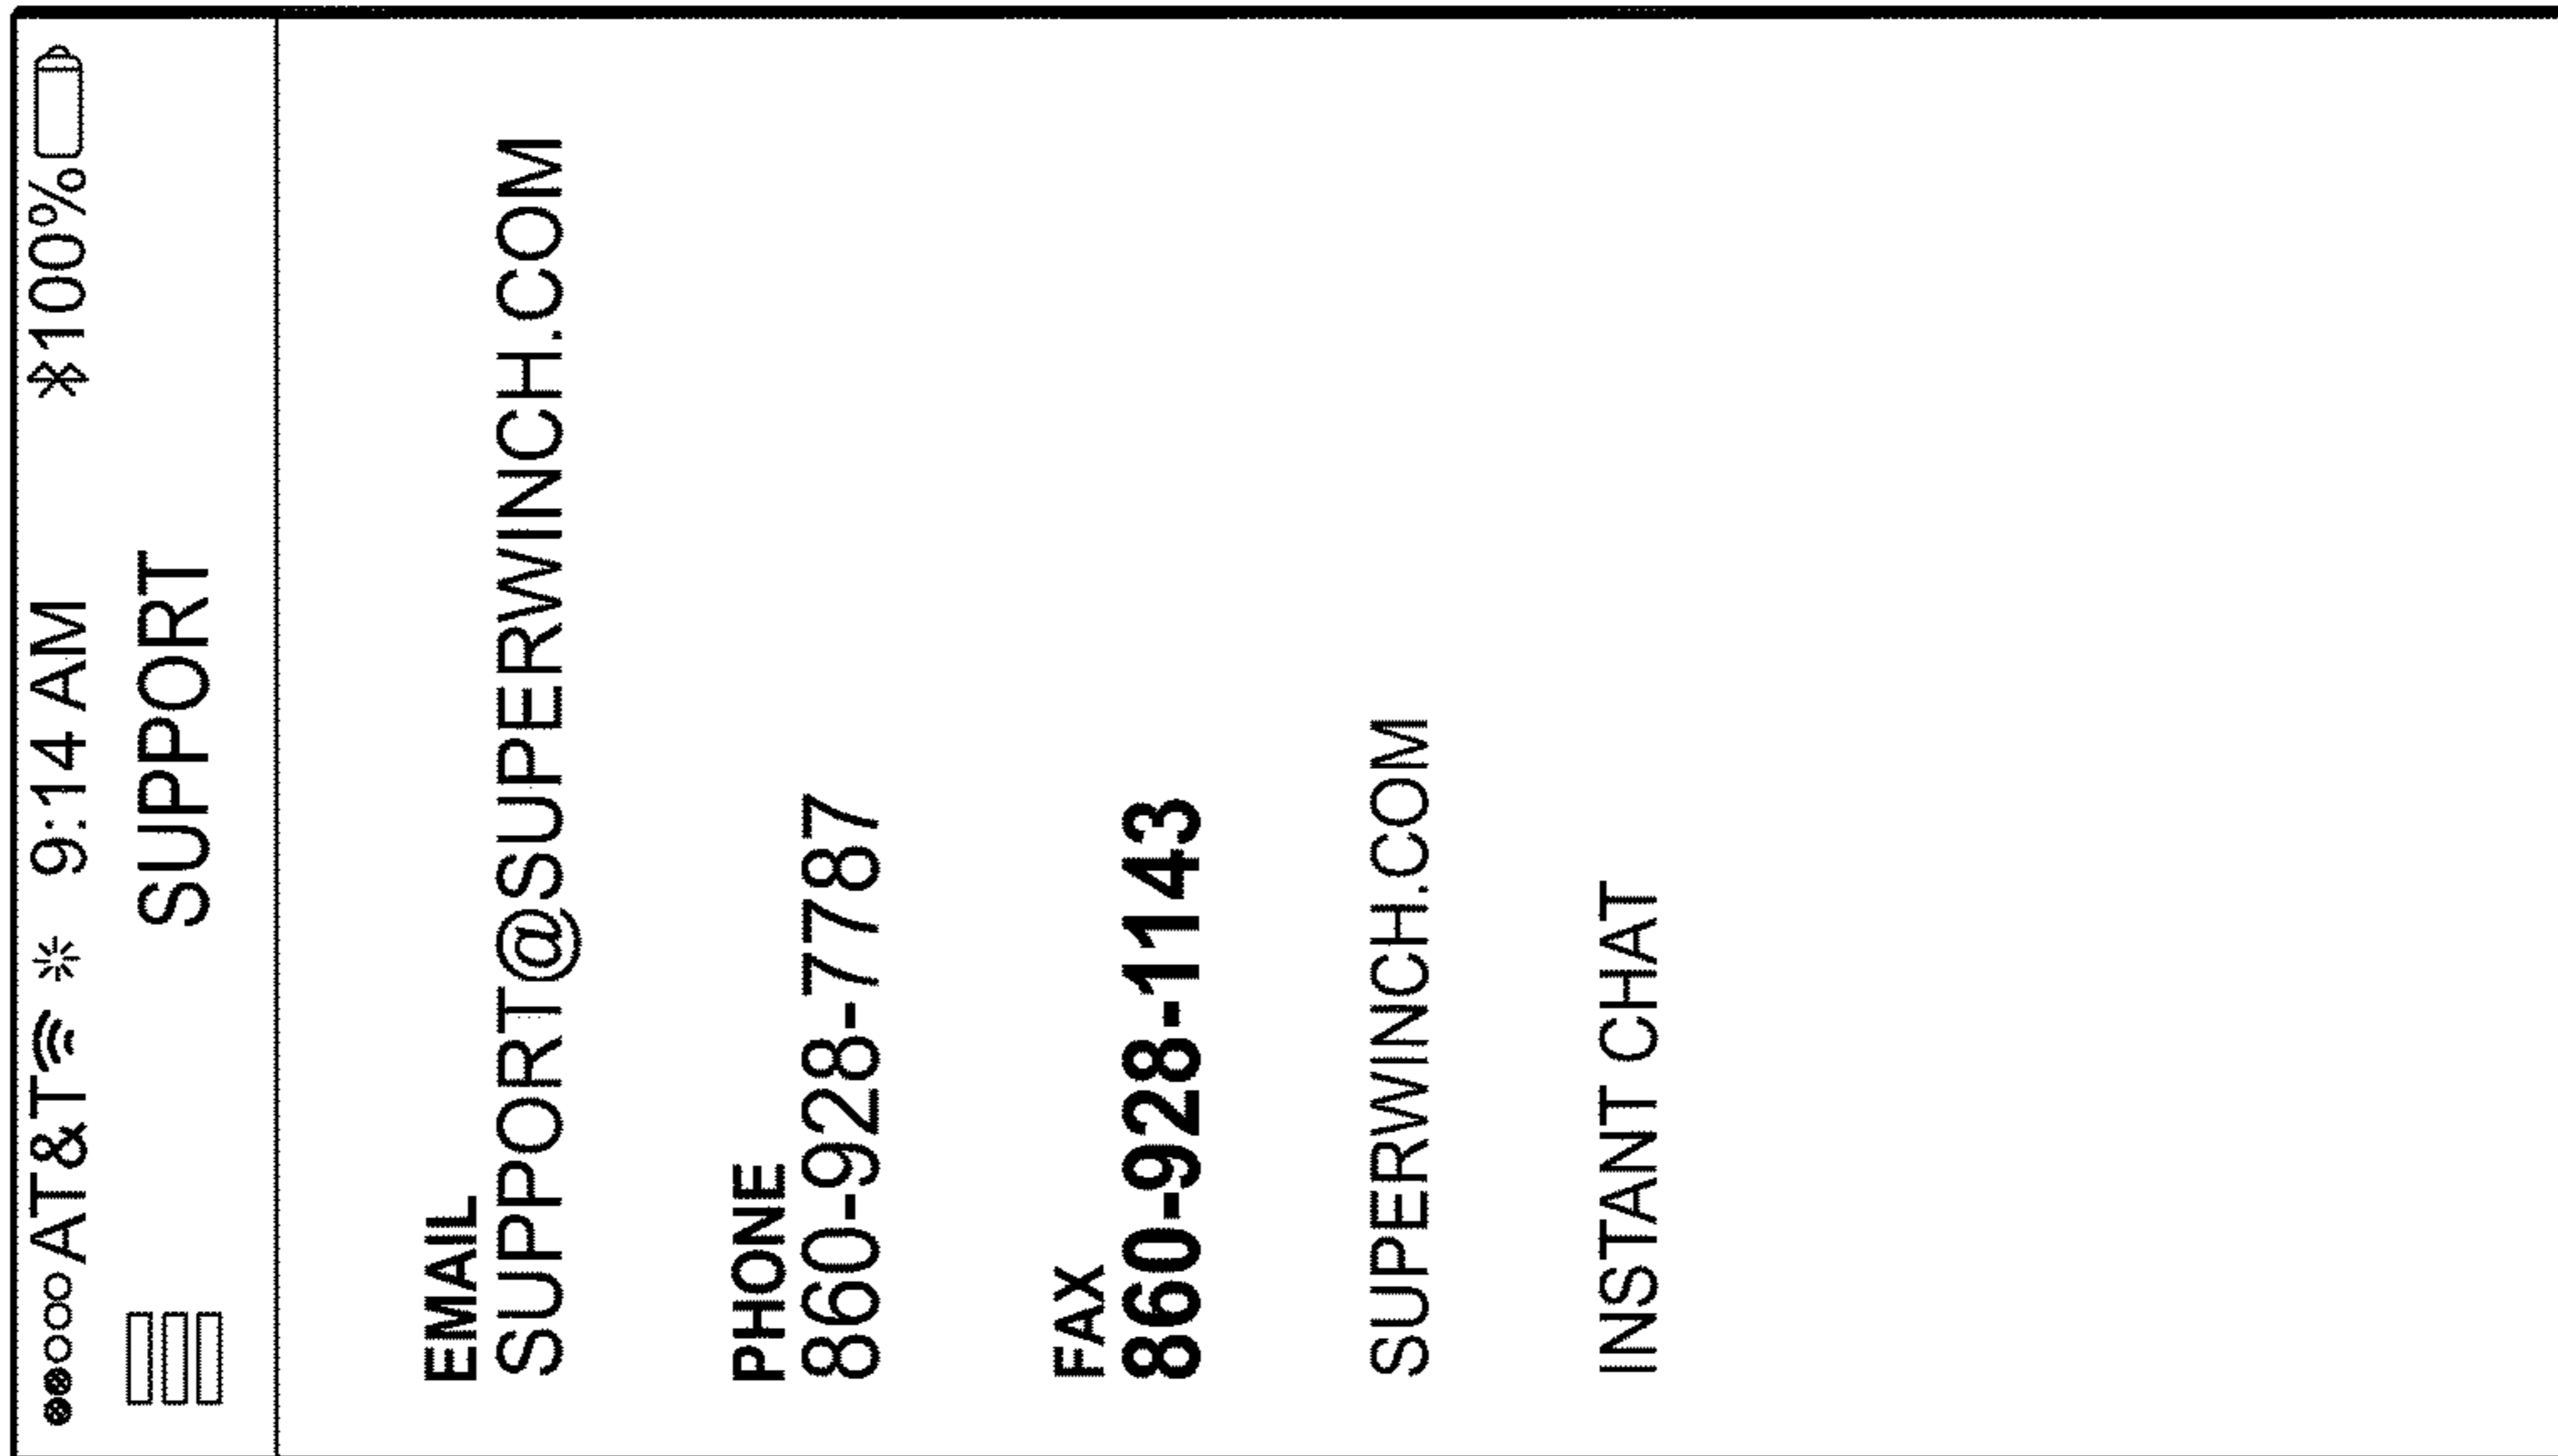 AT&T 9:14 AM 100%
SUPPORT
EMAIL
SUPPORT@SUPERWINCH.COM
PHONE
860-928-7787
FAX
860-928-1143
SUPERWINCH.COM
INSTANT CHAT